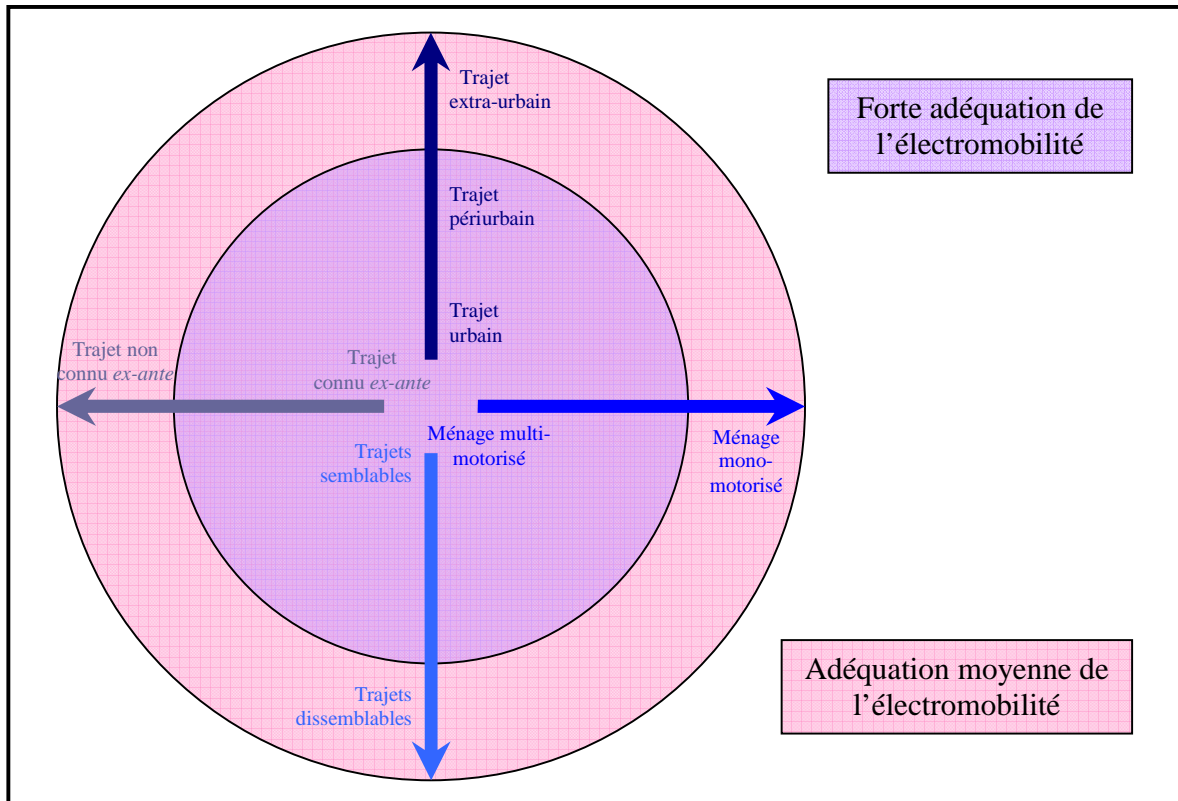 Trajet
extra-urbain
Forte adéquation de
l’électromobilité
Trajet
périurbain
Trajet
urbain
Trajet non
connu ex-ante
Trajet
connu ex-ante
Ménage multi-
motorisé
Ménage
mono-
motorisé
Trajets
semblables
Trajets
dissemblables
Adéquation moyenne de
l’électromobilité